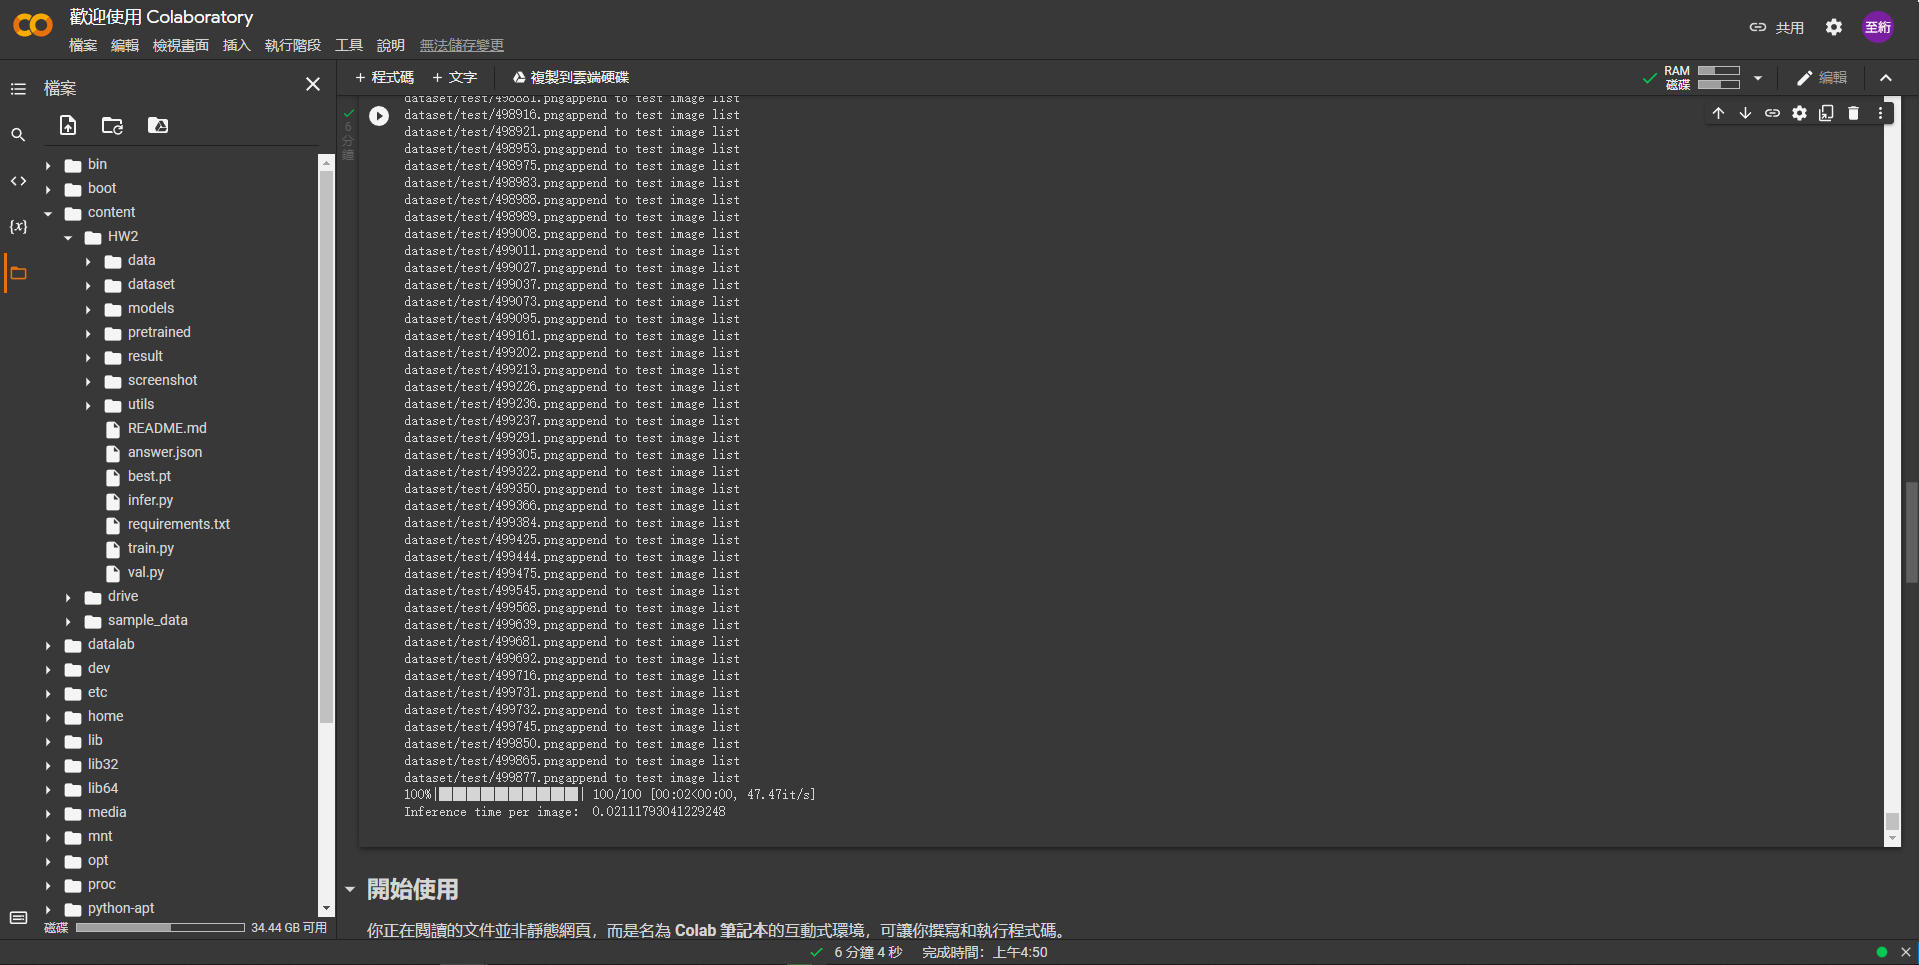 歡迎使用 Colaboratory
檔案 編輯 檢視畫面 插入 執行階段 工具 說明 無法儲存變更
共用
至術
檔案
+ 程式碼 + 文字 複製到雲端硬碟
RAM
磁碟
編輯
bin
boot
content
HW2
data
dataset
models
pretrained
result
screenshot
utils
README.md
answer.json
best.pt
infer.py
requirements.txt
train.py
val.py
drive
sample_data
datalab
dev
etc
home
lib
lib32
lib64
media
mnt
opt
proc
python-apt
磁碟 34.44 GB 可用
6
分
鐘
dataset/test/498881.pngappend to test image list
dataset/test/498916.pngappend to test image list
dataset/test/498921.pngappend to test image list
dataset/test/498953.pngappend to test image list
dataset/test/498975.pngappend to test image list
dataset/test/498983.pngappend to test image list
dataset/test/498988.pngappend to test image list
dataset/test/498989.pngappend to test image list
dataset/test/499008.pngappend to test image list
dataset/test/499011.pngappend to test image list
dataset/test/499027.pngappend to test image list
dataset/test/499037.pngappend to test image list
dataset/test/499073.pngappend to test image list
dataset/test/499095.pngappend to test image list
dataset/test/499161.pngappend to test image list
dataset/test/499202.pngappend to test image list
dataset/test/499213.pngappend to test image list
dataset/test/499226.pngappend to test image list
dataset/test/499236.pngappend to test image list
dataset/test/499237.pngappend to test image list
dataset/test/499291.pngappend to test image list
dataset/test/499305.pngappend to test image list
dataset/test/499322.pngappend to test image list
dataset/test/499350.pngappend to test image list
dataset/test/499366.pngappend to test image list
dataset/test/499384.pngappend to test image list
dataset/test/499425.pngappend to test image list
dataset/test/499444.pngappend to test image list
dataset/test/499475.pngappend to test image list
dataset/test/499545.pngappend to test image list
dataset/test/499568.pngappend to test image list
dataset/test/499639.pngappend to test image list
dataset/test/499681.pngappend to test image list
dataset/test/499692.pngappend to test image list
dataset/test/499716.pngappend to test image list
dataset/test/499731.pngappend to test image list
dataset/test/499732.pngappend to test image list
dataset/test/499745.pngappend to test image list
dataset/test/499850.pngappend to test image list
dataset/test/499865.pngappend to test image list
dataset/test/499877.pngappend to test image list
100%|██████████| 100/100 [00:02<00:00, 47.47it/s]
Inference time per image: 0.02111793041229248
開始使用
你正在閱讀的文件並非靜態網頁，而是名為 Colab 筆記本的互動式環境，可讓你撰寫和執行程式碼。
6 分鐘 4 秒 完成時間：上午4:50